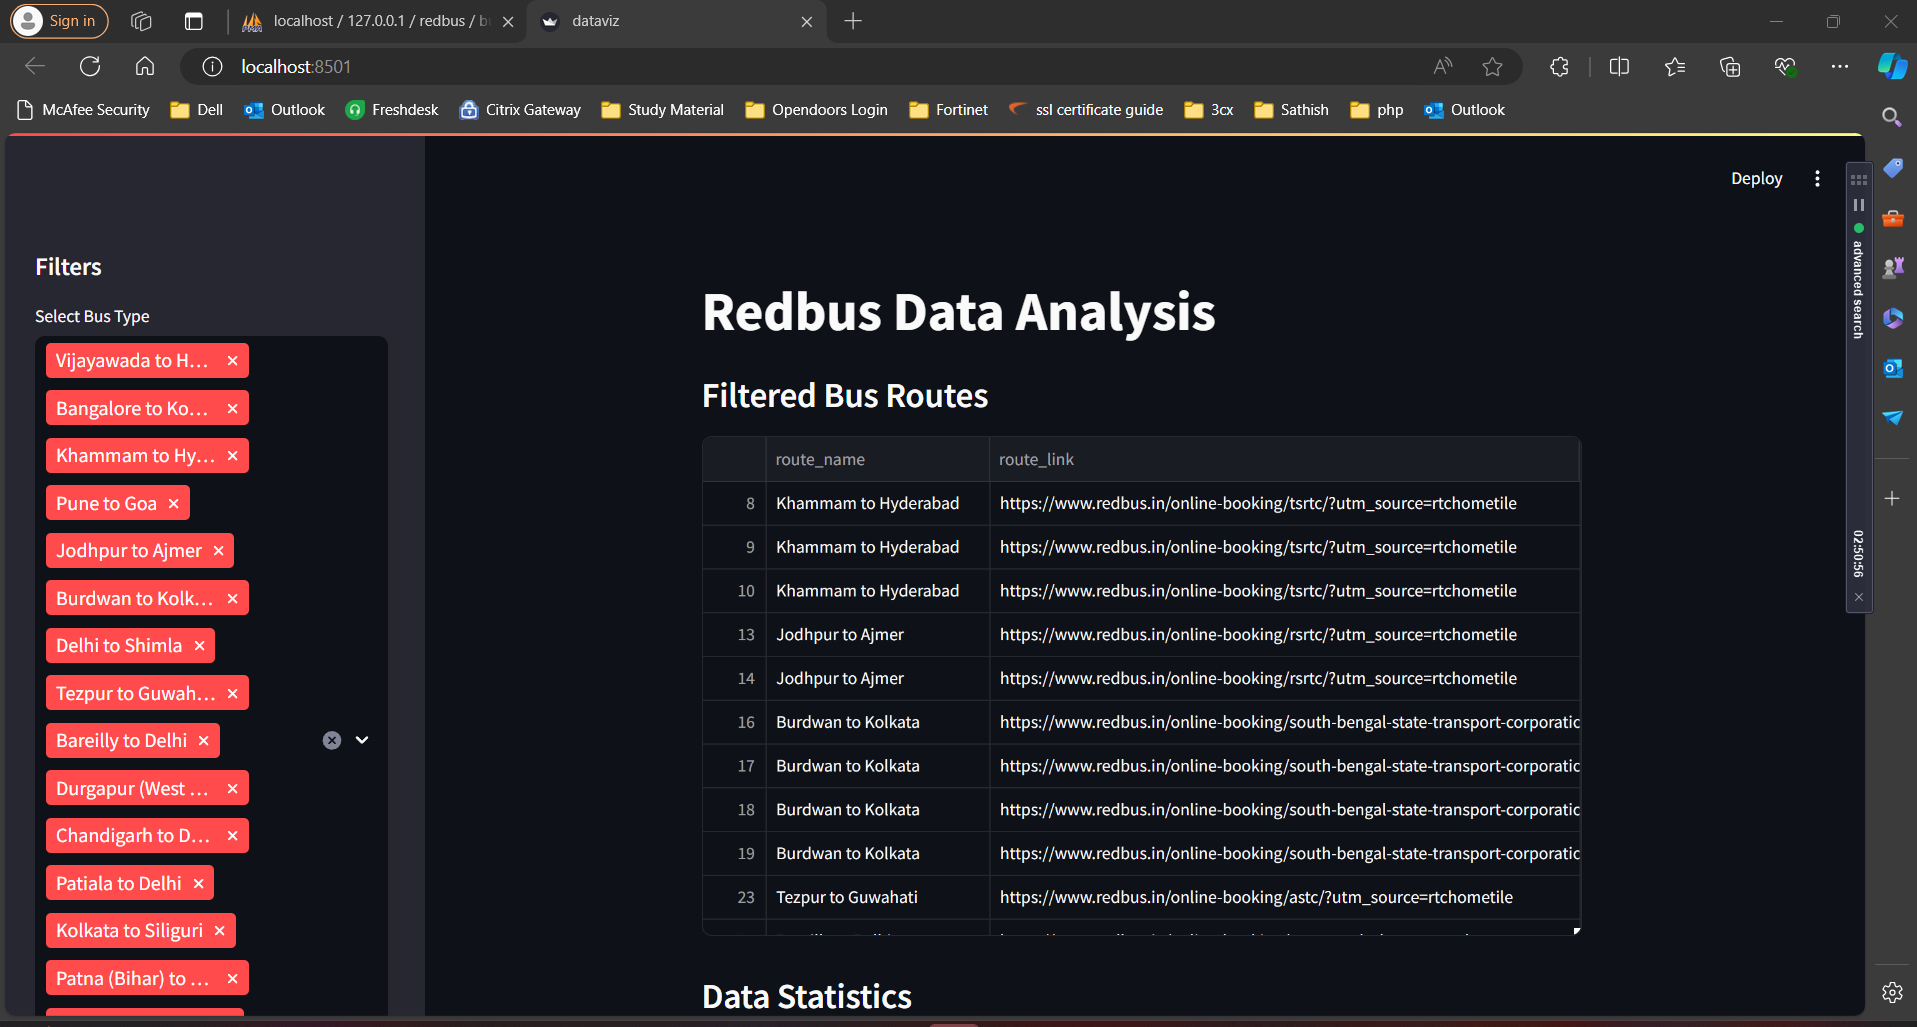 Sign in
localhost / 127.0.0.1 / redbus / b
dataviz
localhost:8501
McAfee Security
Dell
Outlook
Freshdesk
Citrix Gateway
Study Material
Opendoors Login
Fortinet
ssl certificate guide
3cx
Sathish
php
Outlook
Deploy
advanced search
02:50:56
Filters
Select Bus Type
Vijayawada to H...
Bangalore to Ko...
Khammam to Hy...
Pune to Goa
Jodhpur to Ajmer
Burdwan to Kolk...
Delhi to Shimla
Tezpur to Guwah...
Bareilly to Delhi
Durgapur (West ...
Chandigarh to D...
Patiala to Delhi
Kolkata to Siliguri
Patna (Bihar) to ...
Redbus Data Analysis
Filtered Bus Routes
route_name route_link
8 Khammam to Hyderabad https://www.redbus.in/online-booking/tsrtc/?utm_source=rtchometile
9 Khammam to Hyderabad https://www.redbus.in/online-booking/tsrtc/?utm_source=rtchometile
10 Khammam to Hyderabad https://www.redbus.in/online-booking/tsrtc/?utm_source=rtchometile
13 Jodhpur to Ajmer https://www.redbus.in/online-booking/rsrtc/?utm_source=rtchometile
14 Jodhpur to Ajmer https://www.redbus.in/online-booking/rsrtc/?utm_source=rtchometile
16 Burdwan to Kolkata https://www.redbus.in/online-booking/south-bengal-state-transport-corporatic
17 Burdwan to Kolkata https://www.redbus.in/online-booking/south-bengal-state-transport-corporatic
18 Burdwan to Kolkata https://www.redbus.in/online-booking/south-bengal-state-transport-corporatic
19 Burdwan to Kolkata https://www.redbus.in/online-booking/south-bengal-state-transport-corporatic
23 Tezpur to Guwahati https://www.redbus.in/online-booking/astc/?utm_source=rtchometile
Data Statistics